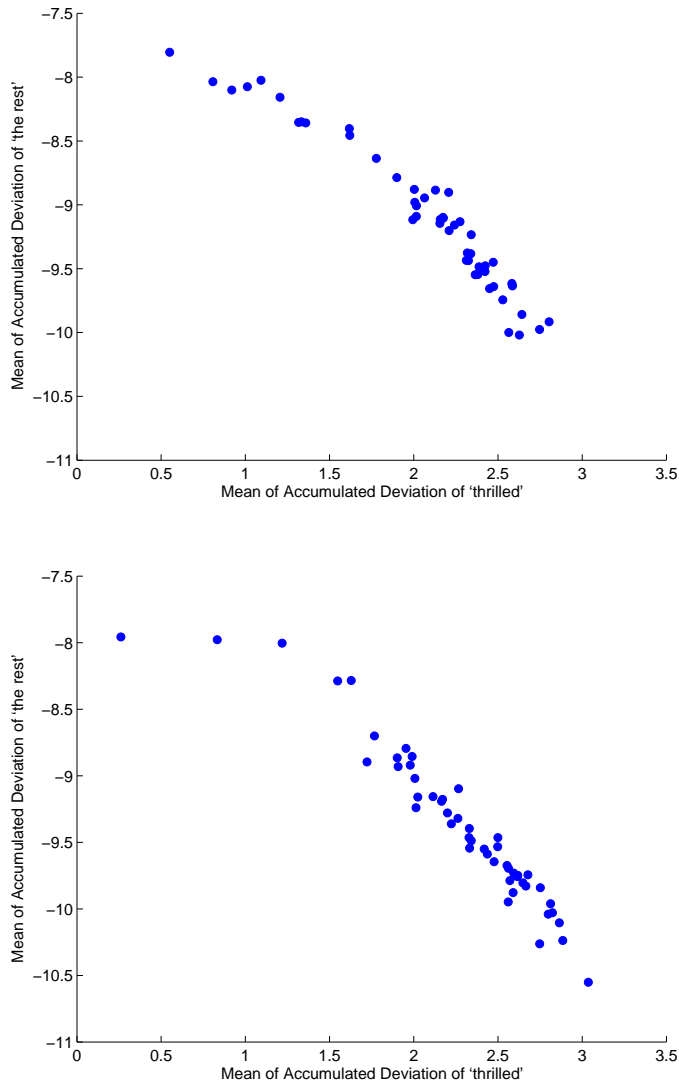 −7.5
−8
−8.5
−9
−9.5
−10
−10.5
−11
0 0.5 1 1.5 2 2.5 3 3.5
Mean of Accumulated Deviation of ‘the rest’
Mean of Accumulated Deviation of ‘thrilled’
−7.5
−8
−8.5
−9
−9.5
−10
−10.5
−11
0 0.5 1 1.5 2 2.5 3 3.5
Mean of Accumulated Deviation of ‘the rest’
Mean of Accumulated Deviation of ‘thrilled’